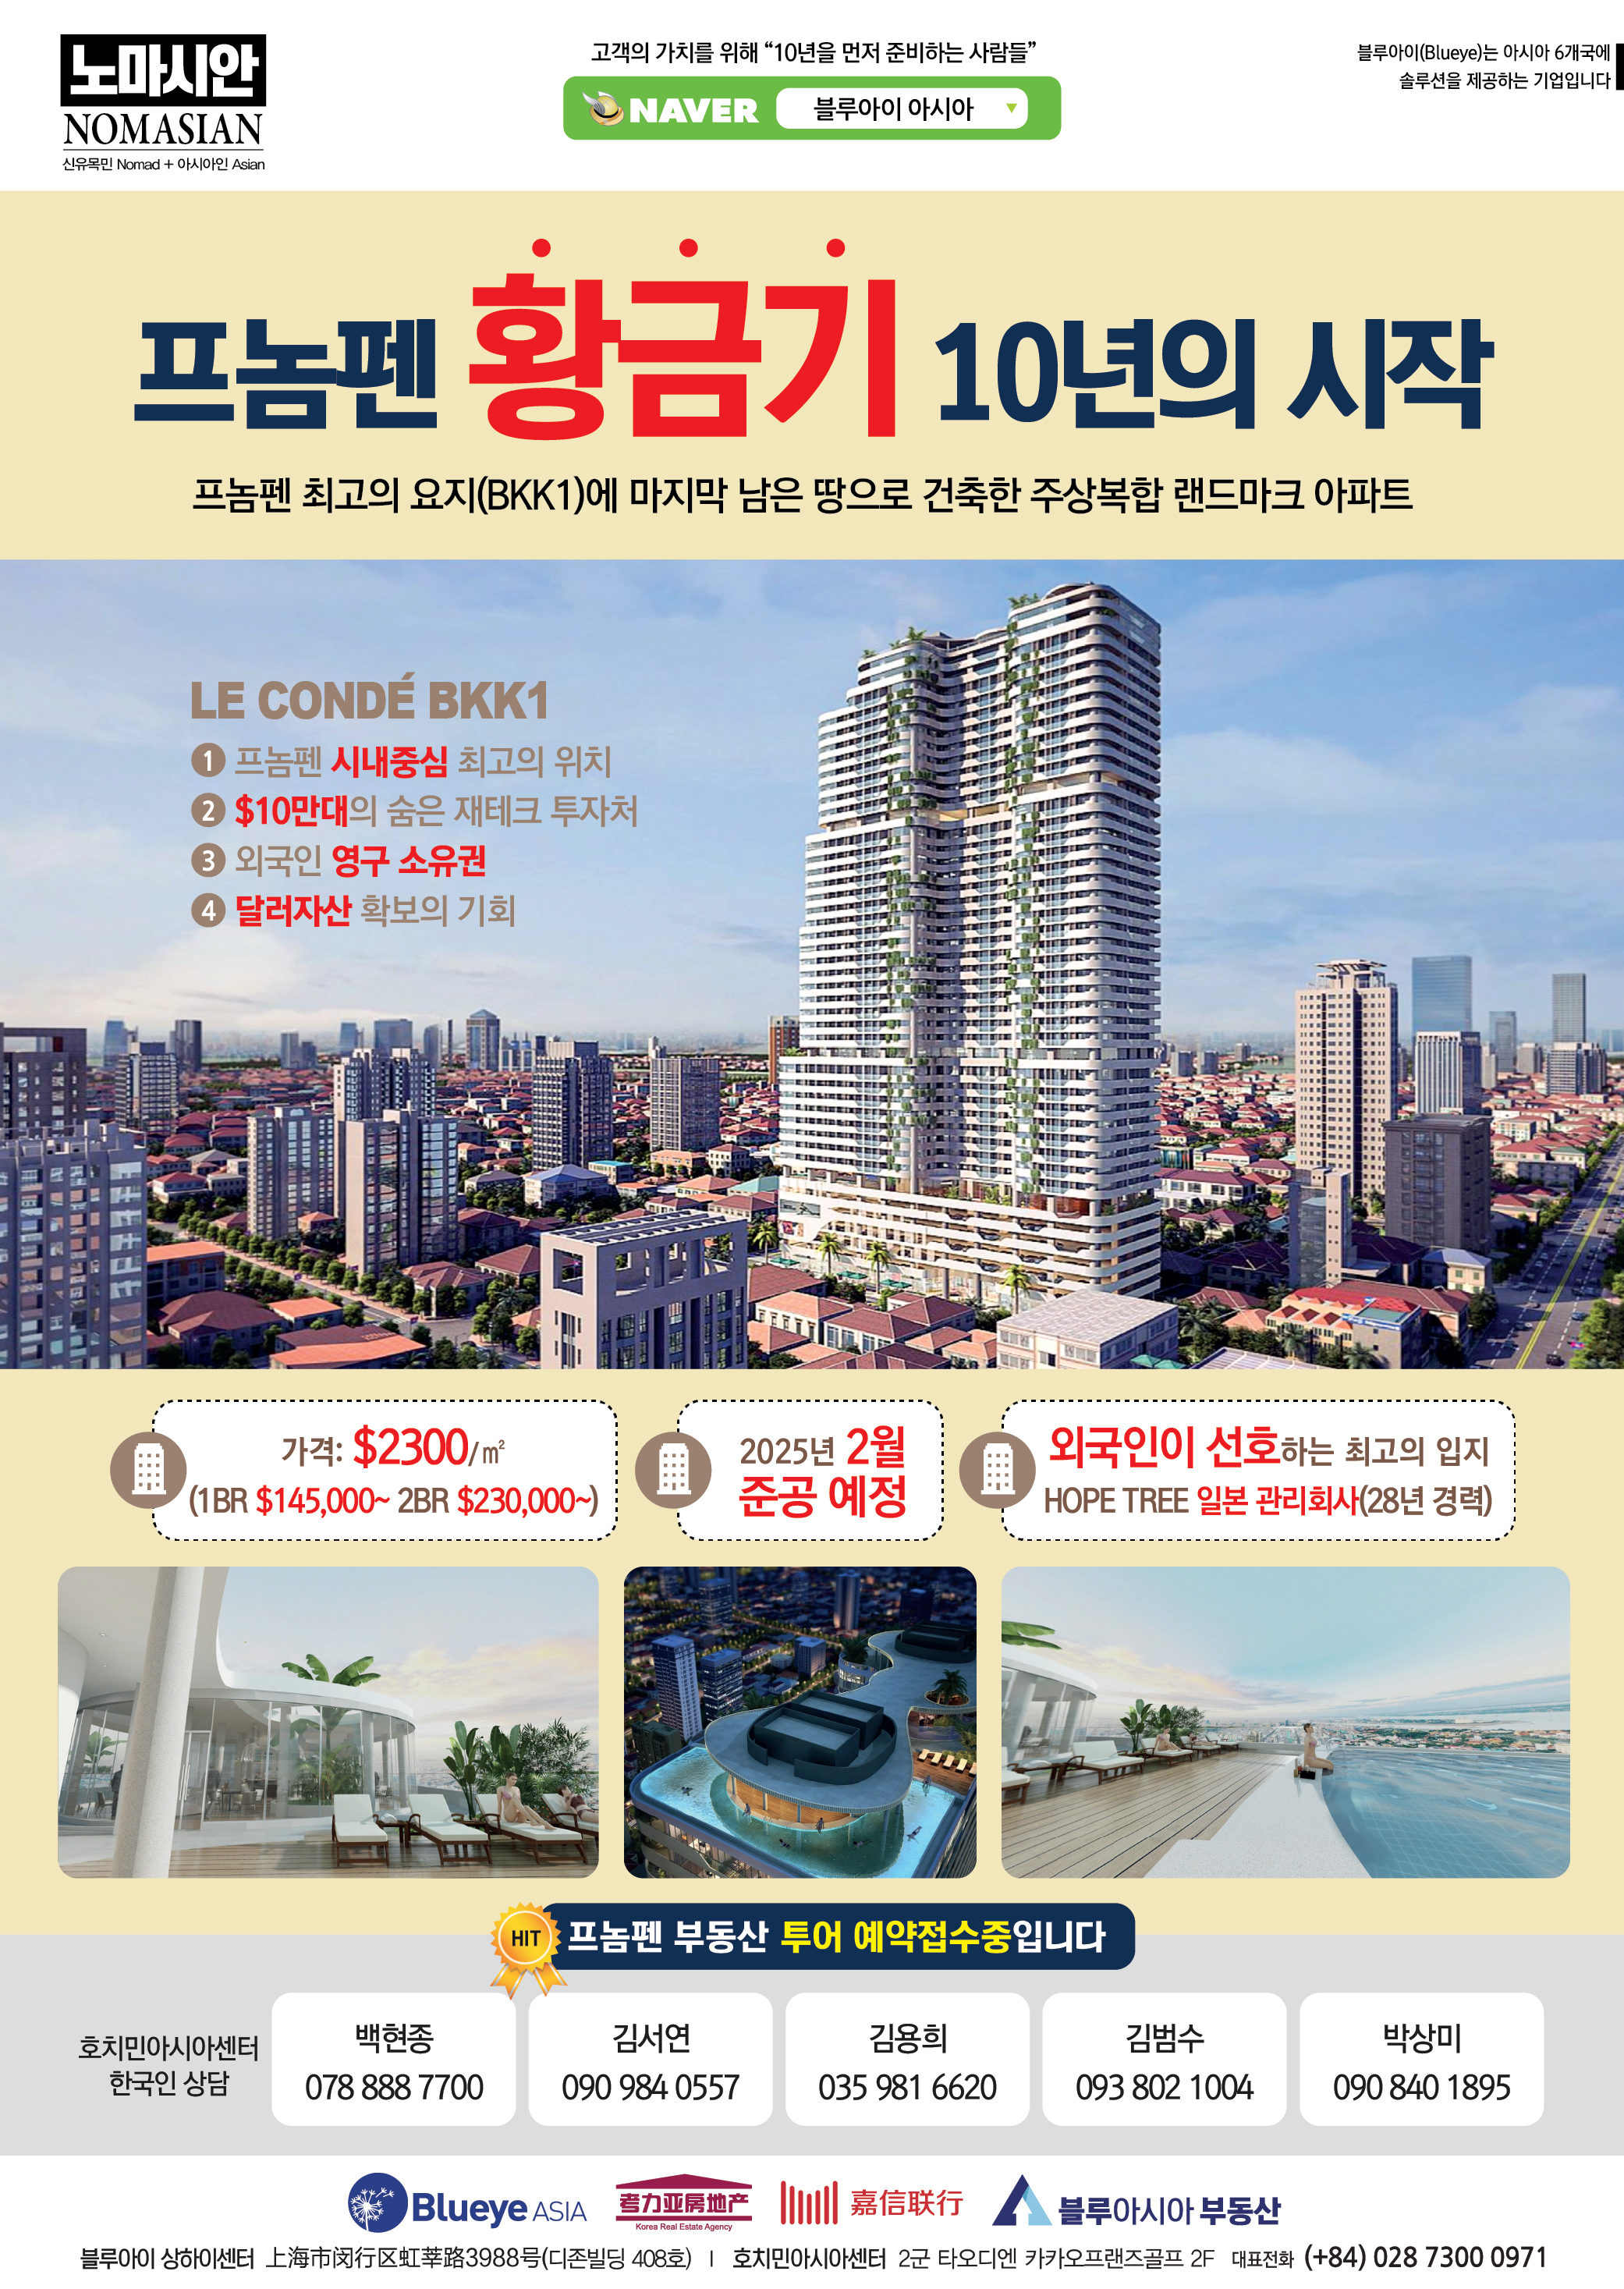 노마시안
NOMASIAN
신유목민 Nomad + 아시아인 Asian
고객의 가치를 위해 “10년을 먼저 준비하는 사람들”
NAVER 블루아이 아시아
블루아이(Blueye)는 아시아 6개국에
솔루션을 제공하는 기업입니다
프놈펜 황금기 10년의 시작
프놈펜 최고의 요지(BKK1)에 마지막 남은 땅으로 건축한 주상복합 랜드마크 아파트
LE CONDÉ BKK1
1 프놈펜 시내중심 최고의 위치
2 $10만대의 숨은 재테크 투자처
3 외국인 영구 소유권
4 달러자산 확보의 기회
가격: $2300/㎡
(1BR $145,000~ 2BR $230,000~)
2025년 2월
준공 예정
외국인이 선호하는 최고의 입지
HOPE TREE 일본 관리회사(28년 경력)
HIT 프놈펜 부동산 투어 예약접수중입니다
호치민아시아센터
한국인 상담
백현종
078 888 7700
김서연
090 984 0557
김용희
035 981 6620
김범수
093 802 1004
박상미
090 840 1895
Blueye ASIA
考力亚房地产
Korea Real Estate Agency
嘉信联行
블루아시아 부동산
블루아이 상하이센터 上海市闵行区虹莘路3988号(디존빌딩 408호) I 호치민아시아센터 2군 타오디엔 카카오프랜즈골프 2F 대표전화 (+84) 028 7300 0971